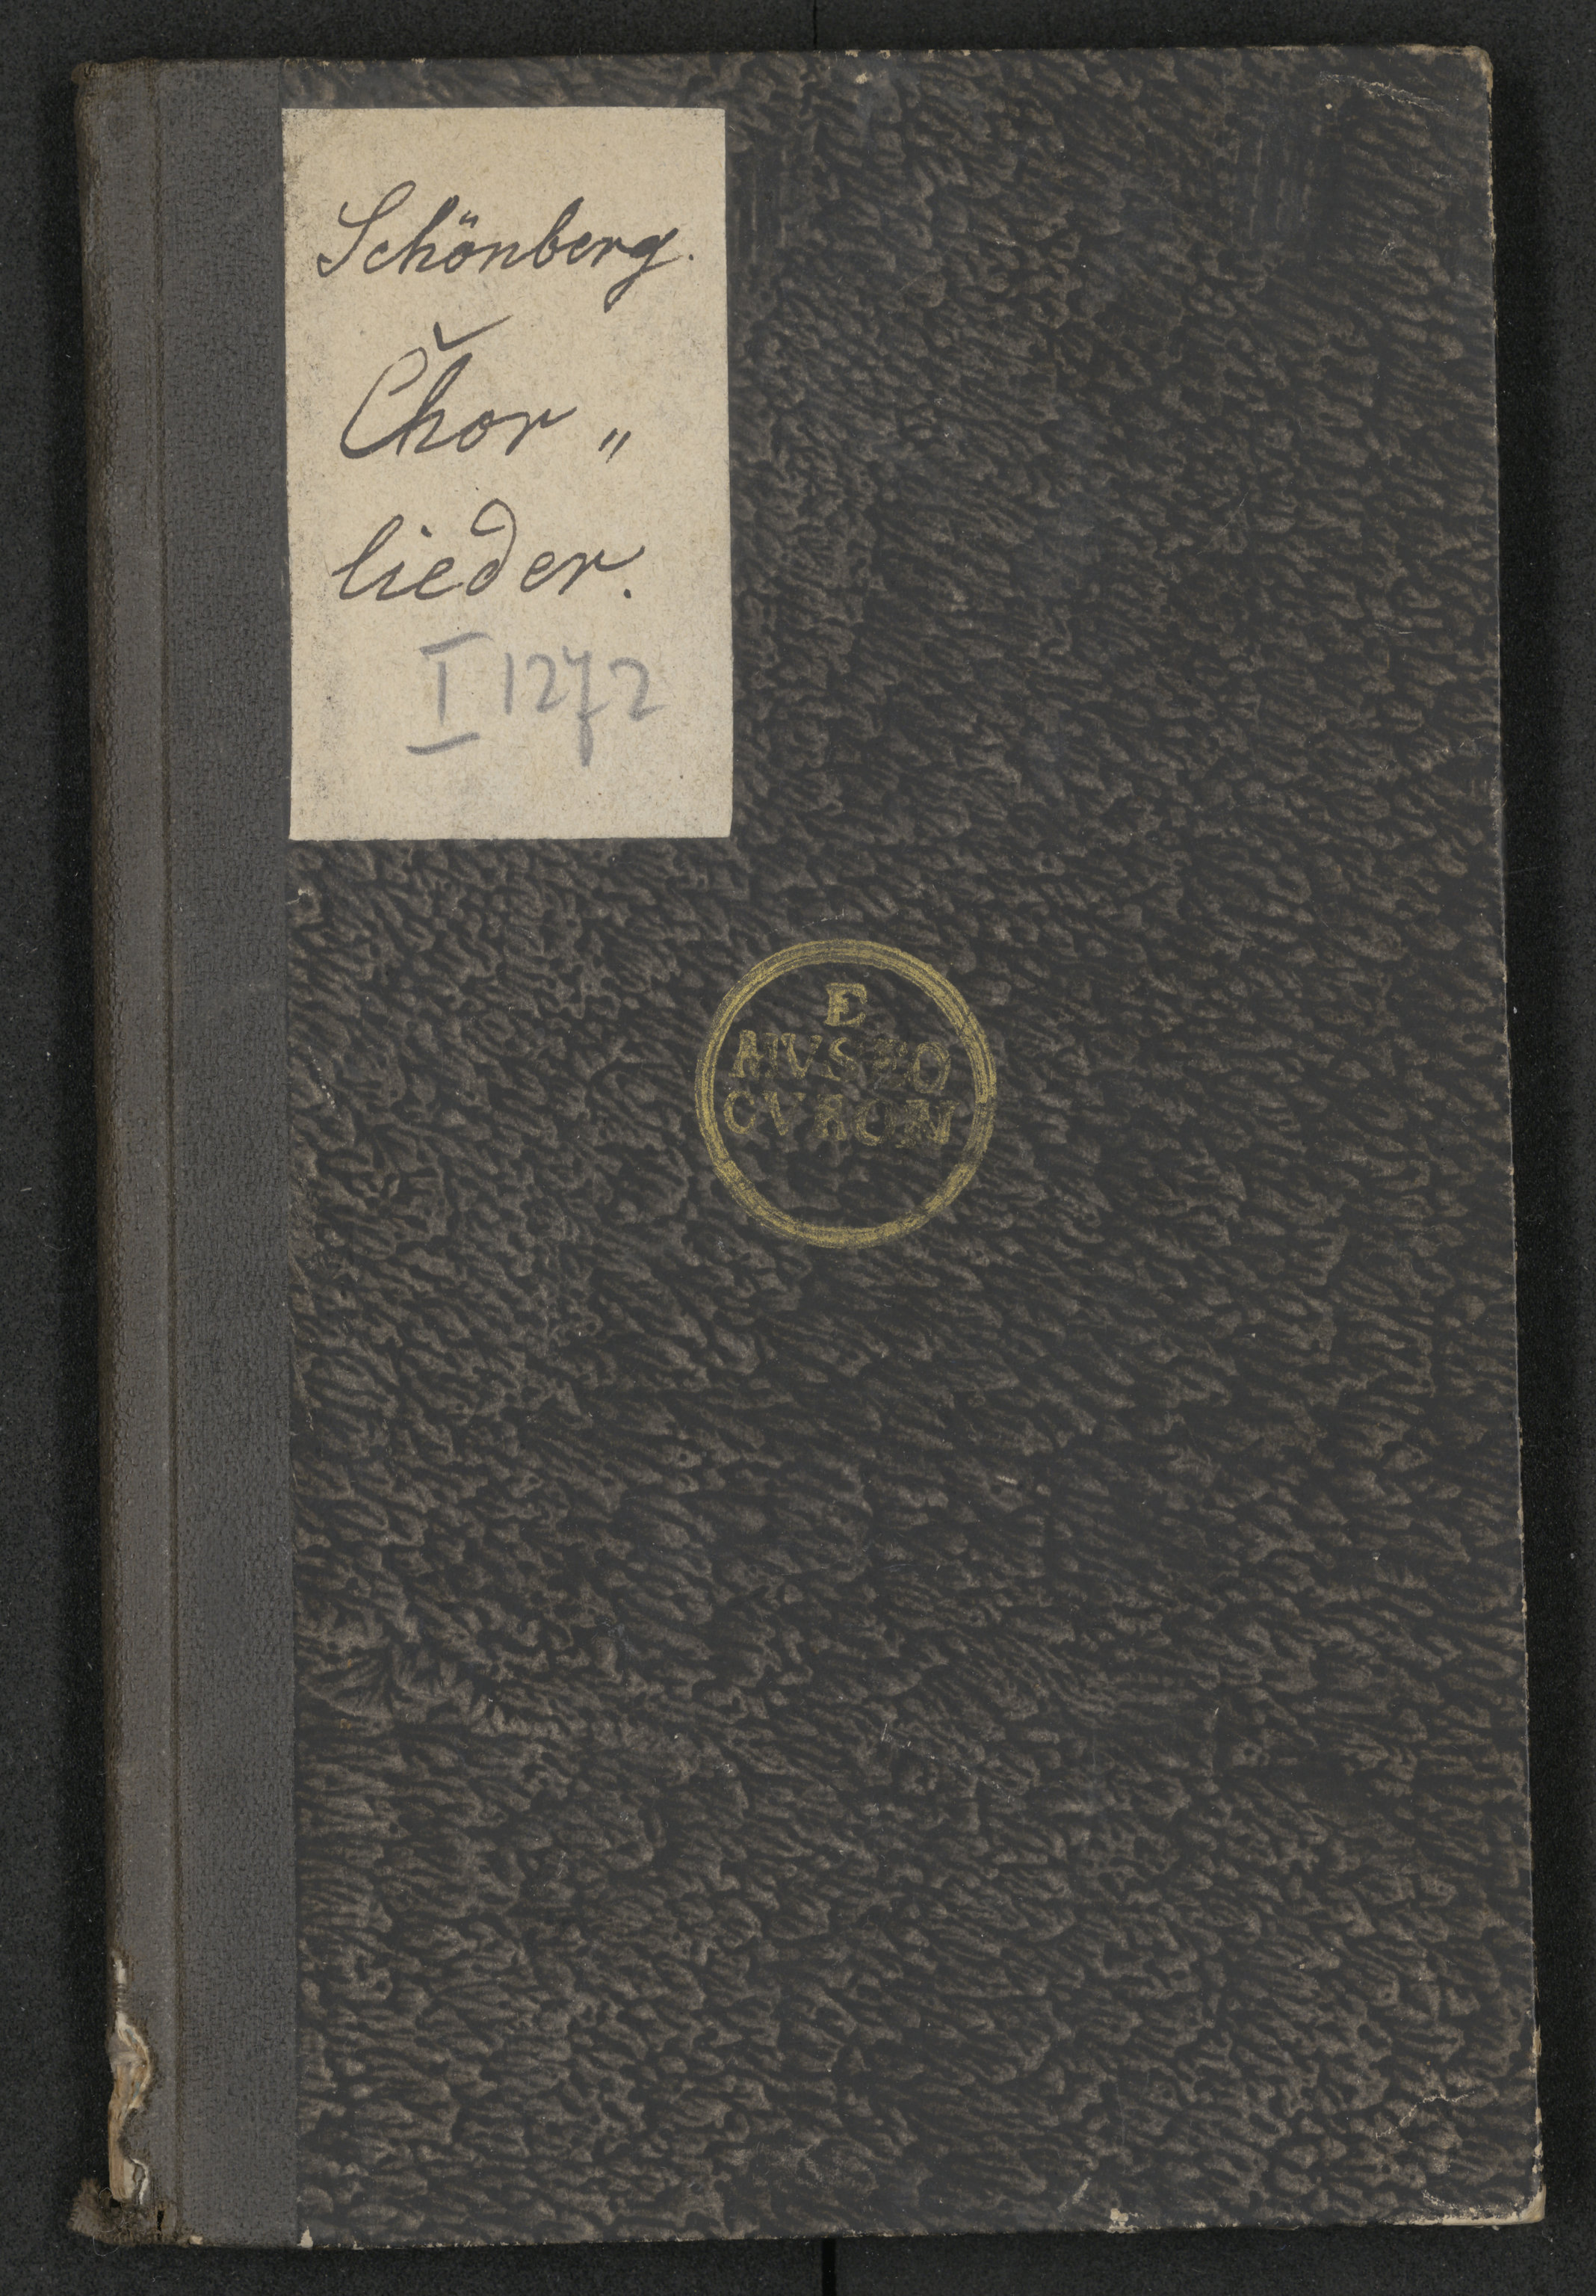 Schönberg.
Chor „
lieder.
I 1272
E
MVSEO
CVRON